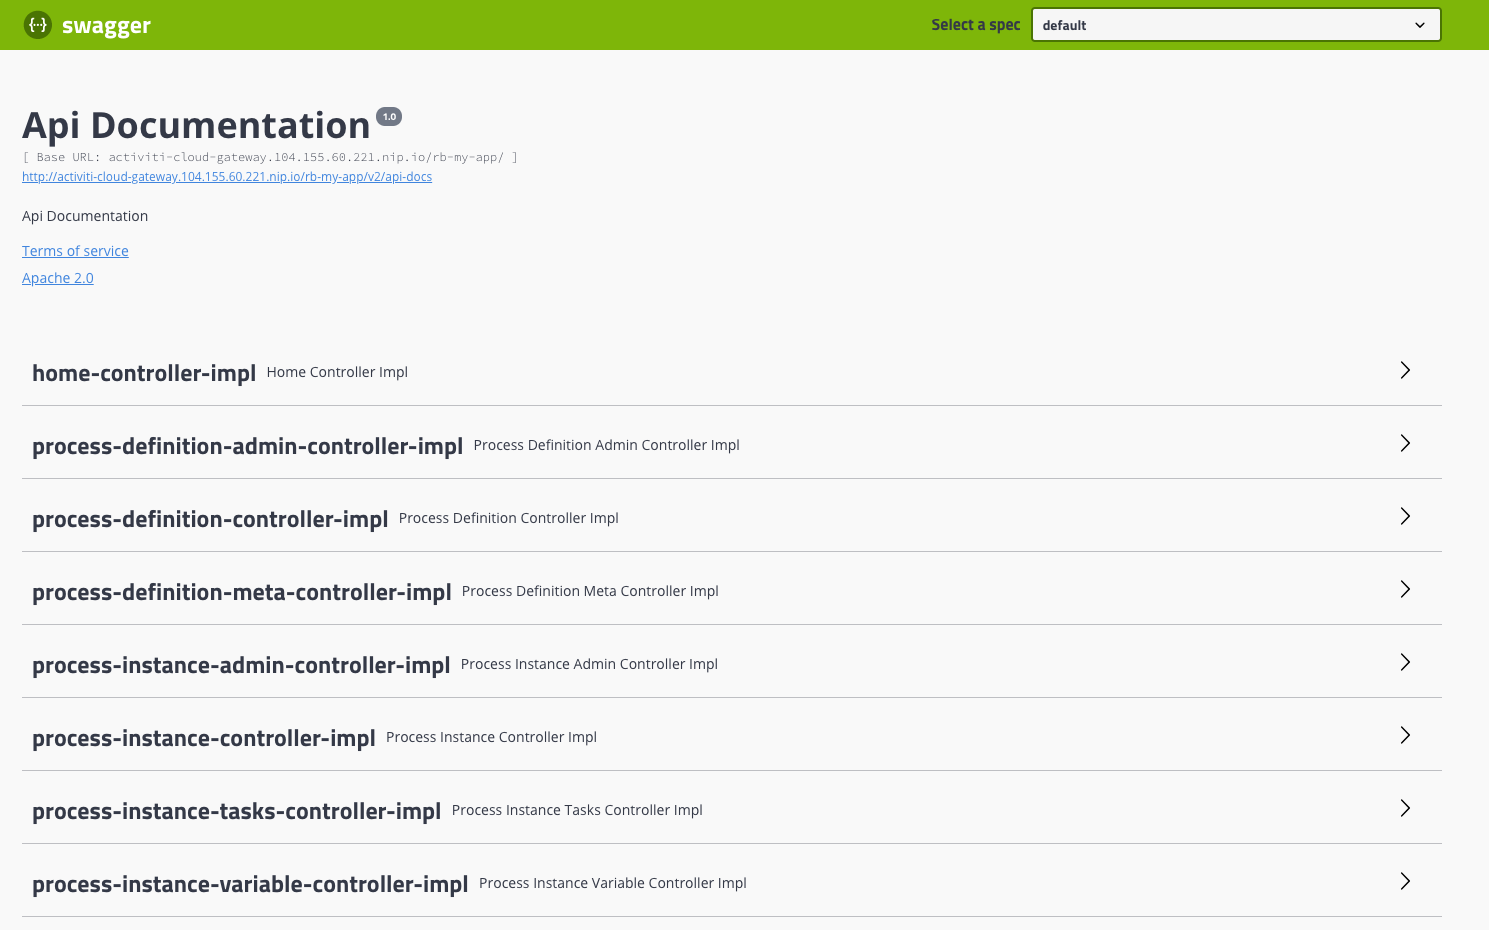 {...} swagger Select a spec default
Api Documentation 1.0
[ Base URL: activiti-cloud-gateway.104.155.60.221.nip.io/rb-my-app/ ]
http://activiti-cloud-gateway.104.155.60.221.nip.io/rb-my-app/v2/api-docs
Api Documentation
Terms of service
Apache 2.0
home-controller-impl Home Controller Impl
process-definition-admin-controller-impl Process Definition Admin Controller Impl
process-definition-controller-impl Process Definition Controller Impl
process-definition-meta-controller-impl Process Definition Meta Controller Impl
process-instance-admin-controller-impl Process Instance Admin Controller Impl
process-instance-controller-impl Process Instance Controller Impl
process-instance-tasks-controller-impl Process Instance Tasks Controller Impl
process-instance-variable-controller-impl Process Instance Variable Controller Impl